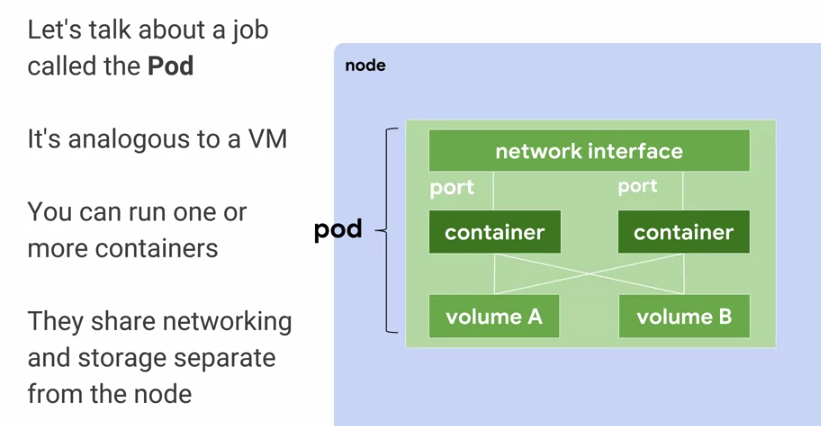 Let's talk about a job
called the Pod
It's analogous to a VM
You can run one or
more containers
They share networking
and storage separate
from the node
node
pod
network interface
port port
container container
volume A volume B